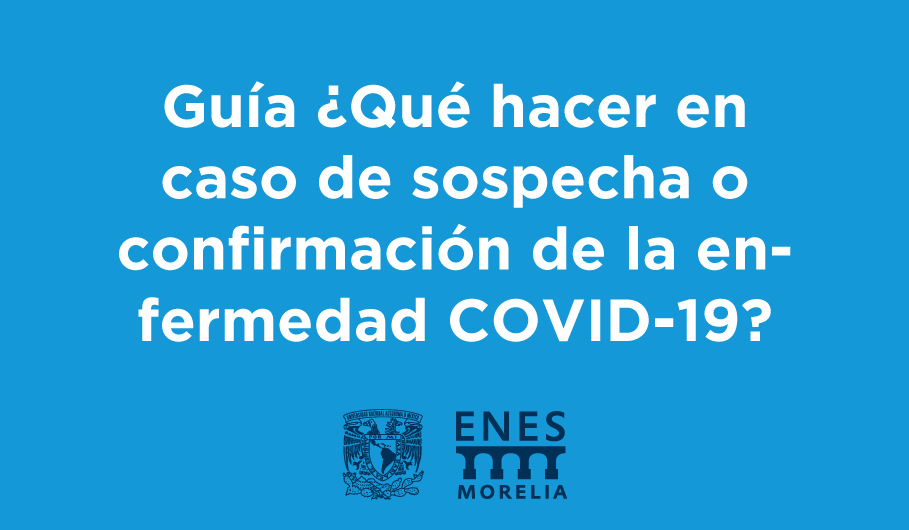 Guía ¿Qué hacer en
caso de sospecha o
confirmación de la en-
fermedad COVID-19?
ENES
MORELIA